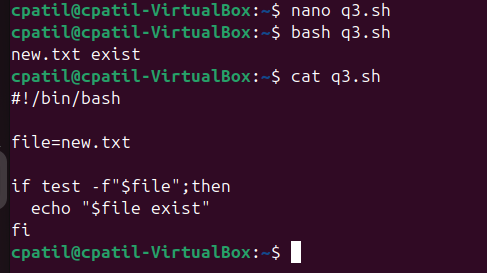 cpatil@cpatil-VirtualBox:~$ nano q3.sh
cpatil@cpatil-VirtualBox:~$ bash q3.sh
new.txt exist
cpatil@cpatil-VirtualBox:~$ cat q3.sh
#!/bin/bash

file=new.txt

if test -f"$file";then
  echo "$file exist"
fi
cpatil@cpatil-VirtualBox:~$